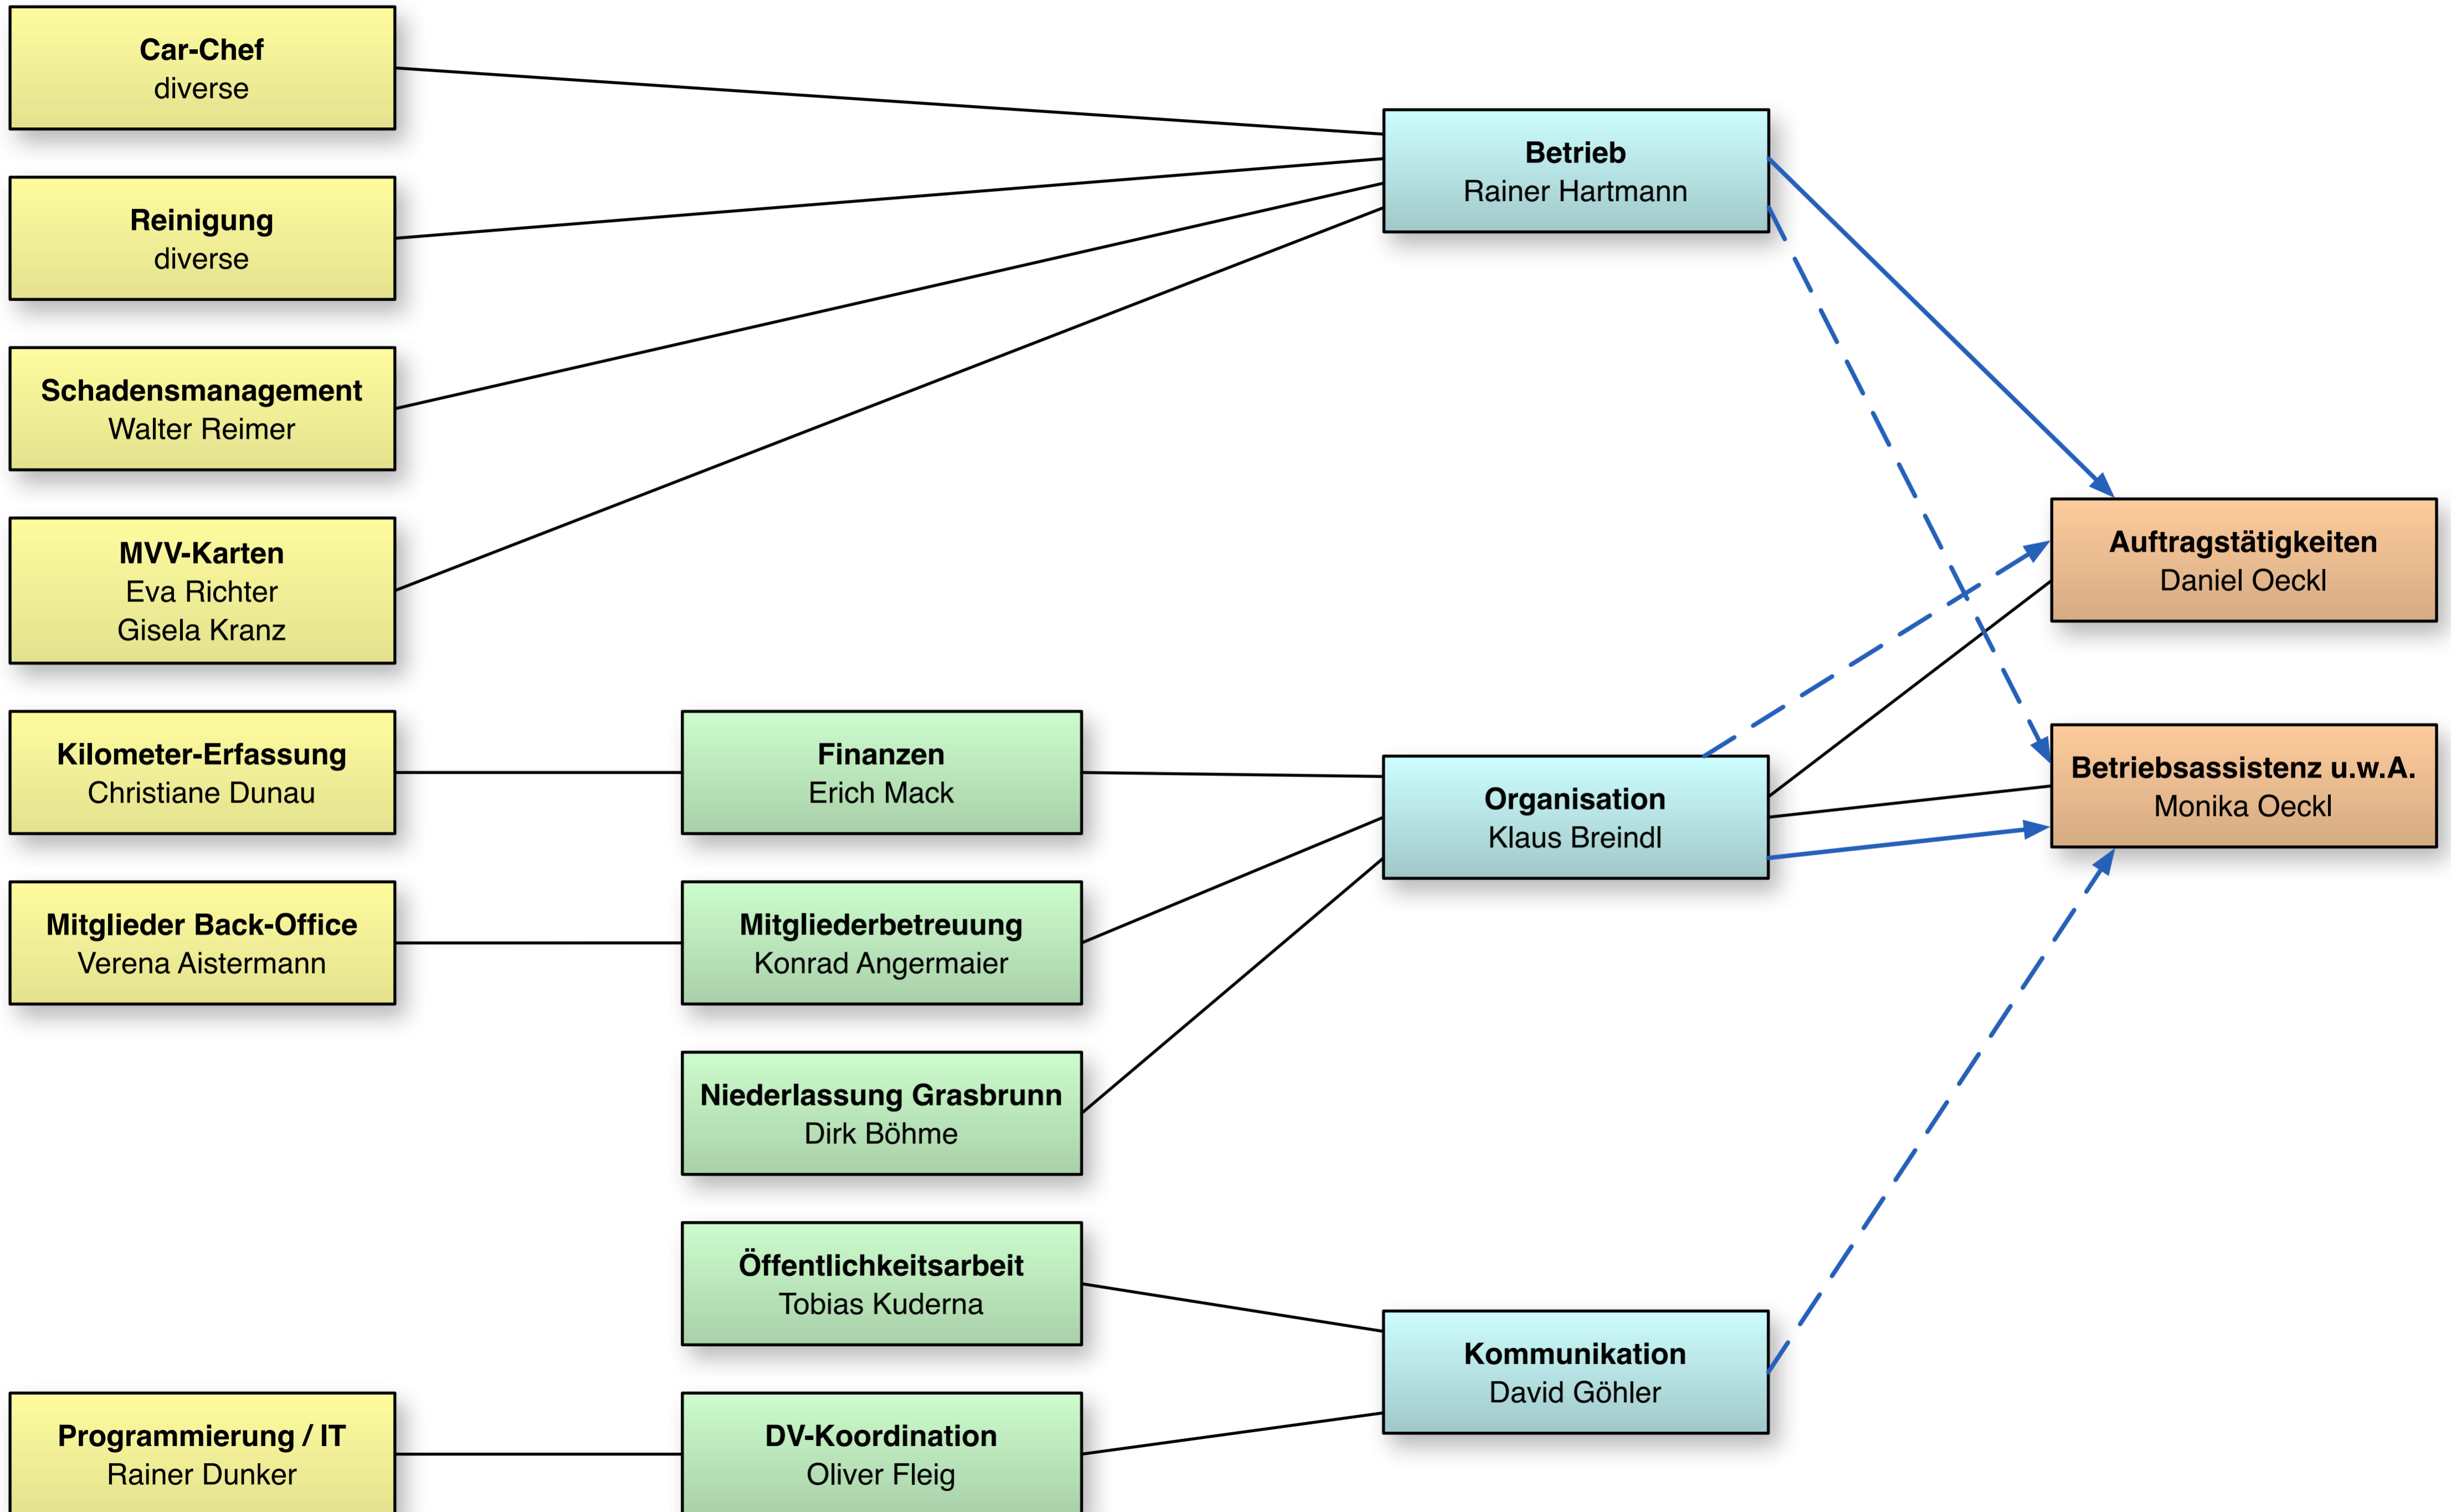 Car-Chef
diverse
Reinigung
diverse
Schadensmanagement
Walter Reimer
MVV-Karten
Eva Richter
Gisela Kranz
Kilometer-Erfassung
Christiane Dunau
Mitglieder Back-Office
Verena Aistermann
Programmierung / IT
Rainer Dunker
Finanzen
Erich Mack
Mitgliederbetreuung
Konrad Angermaier
Niederlassung Grasbrunn
Dirk Böhme
Öffentlichkeitsarbeit
Tobias Kuderna
DV-Koordination
Oliver Fleig
Betrieb
Rainer Hartmann
Organisation
Klaus Breindl
Kommunikation
David Göhler
Auftragstätigkeiten
Daniel Oeckl
Betriebsassistenz u.w.A.
Monika Oeckl